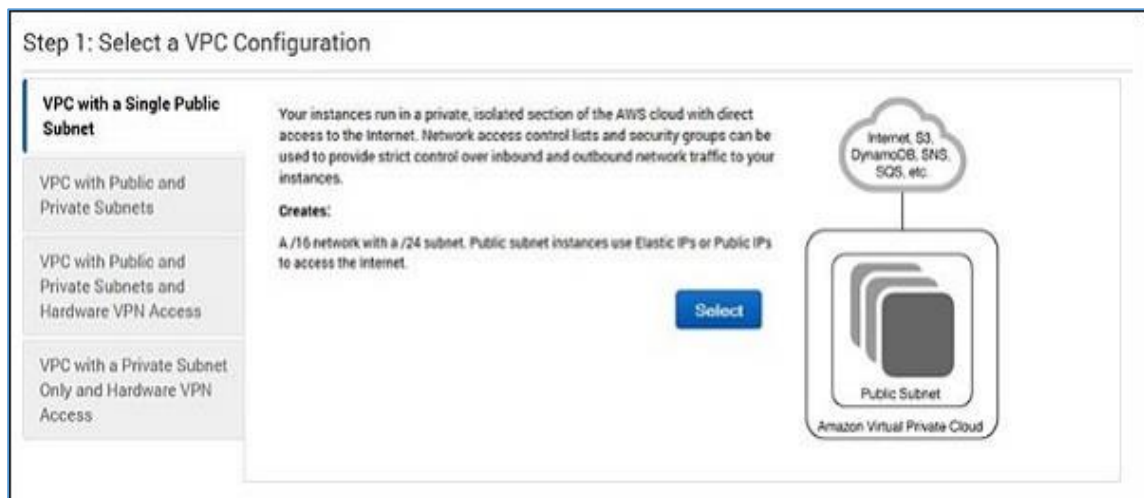 Step 1: Select a VPC Configuration
VPC with a Single Public
Subnet
VPC with Public and
Private Subnets
VPC with Public and
Private Subnets and
Hardware VPN Access
VPC with a Private Subnet
Only and Hardware VPN
Access
Your instances run in a private, isolated section of the AWS cloud with direct
access to the Internet. Network access control lists and security groups can be
used to provide strict control over inbound and outbound network traffic to your
instances.
Creates:
A /16 network with a /24 subnet. Public subnet instances use Elastic IPs or Public IPs
to access the Internet.
Select
Internet, S3,
DynamoDB, SNS,
SQS, etc.
Public Subnet
Amazon Virtual Private Cloud